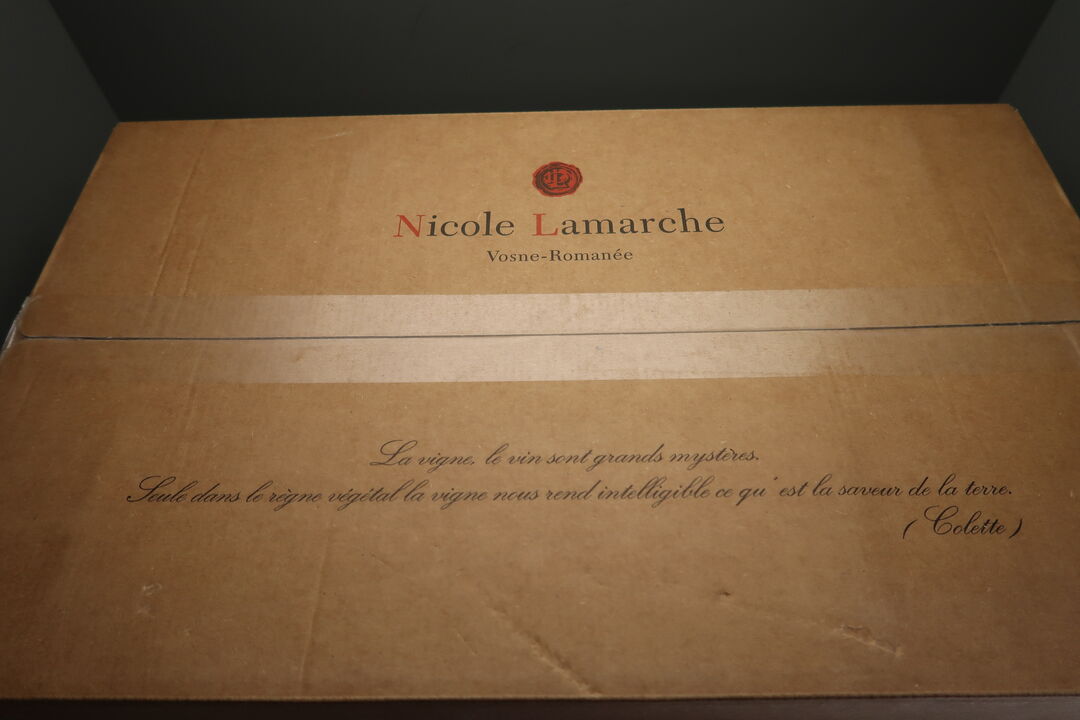 Nicole Lamarche
Vosne-Romanée
La vigne, le vin sont grands mystères.
Seule dans le règne végétal la vigne nous rend intelligible ce qu' est la saveur de la terre.
(Colette)